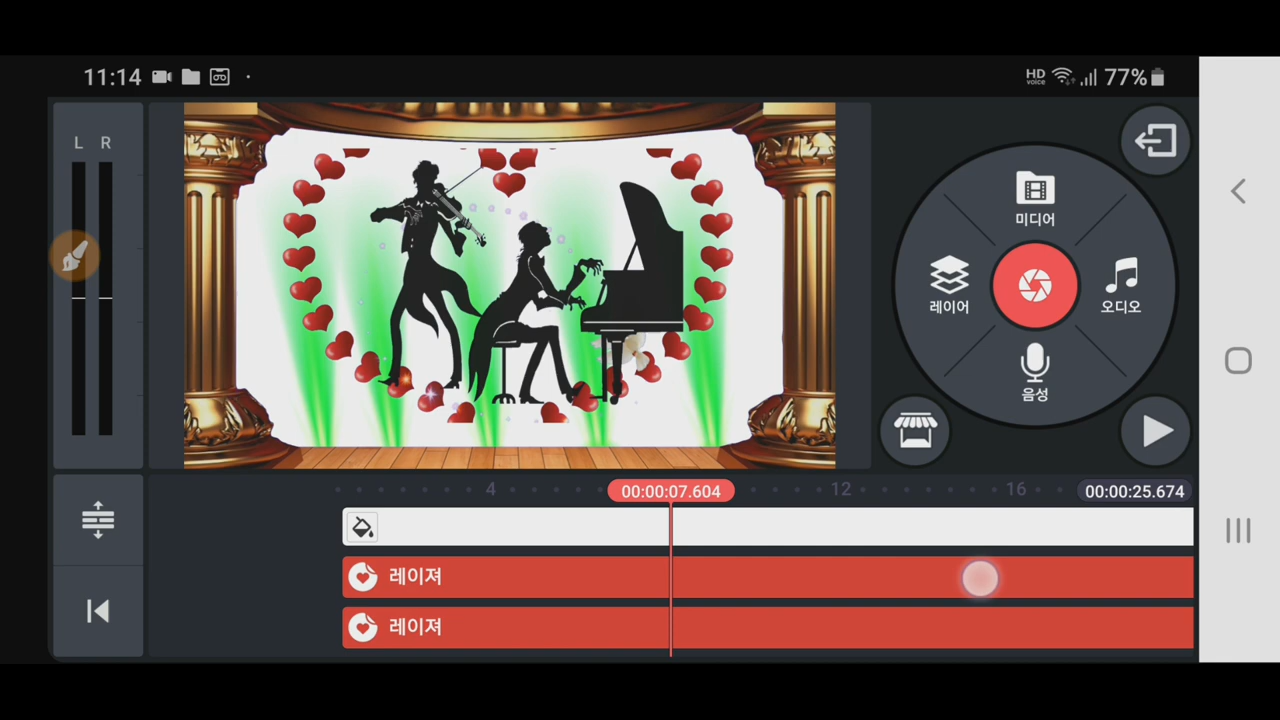 11:14
HD voice
77%
L R
미디어
레이어
오디오
음성
4
00:00:07.604
12
16
00:00:25.674
레이져
레이져